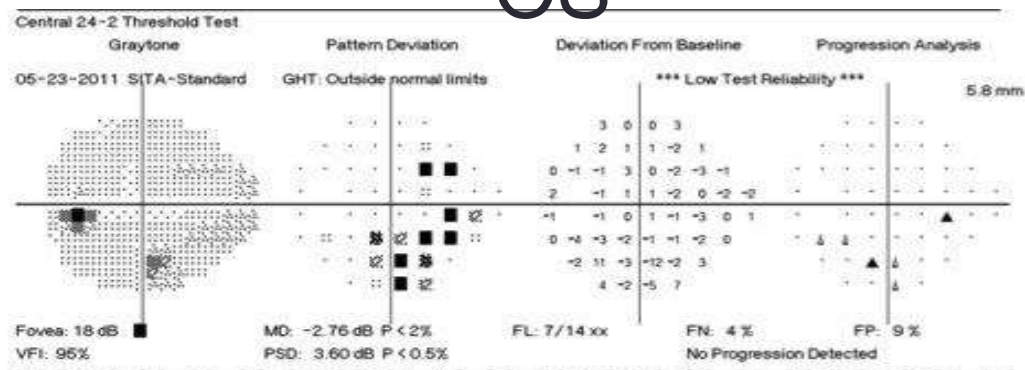 OS
Central 24-2 Threshold Test
Graytone Pattern Deviation Deviation From Baseline Progression Analysis
05-23-2011 SITA-Standard GHT: Outside normal limits *** Low Test Reliability ***
5.8 mm
3 0 0 3
1 2 1 1 -2 1
0 -1 -1 3 0 -2 -3 -1
2 -1 1 1 -2 0 -2 -2
-1 -1 0 1 -1 -3 0 1
0 -4 -3 -2 -1 -1 -2 0
-2 11 -3 -12 -2 3
4 -2 -5 7
Fovea: 18 dB ■ MD: -2.76 dB P < 2% FL: 7/14 xx FN: 4 % FP: 9 %
VFI: 95% PSD: 3.60 dB P < 0.5% No Progression Detected